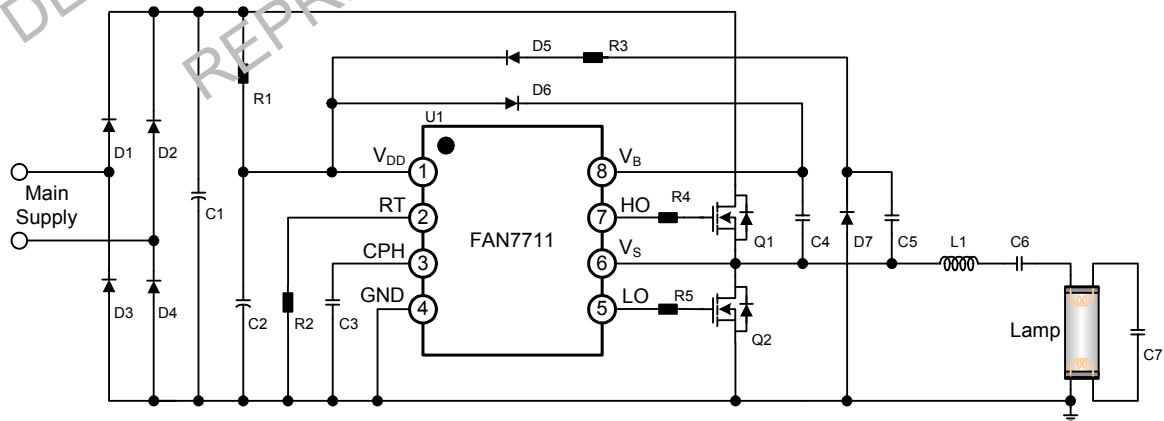 DE
REPR
D5
R3
D6
R1
U1
D1
D2
Main
Supply
C1
VDD
1
RT
2
CPH
3
GND
4
FAN7711
8
VB
7
HO
6
VS
5
LO
R4
R5
Q1
Q2
C4
D7
C5
L1
C6
Lamp
C7
D3
D4
C2
R2
C3